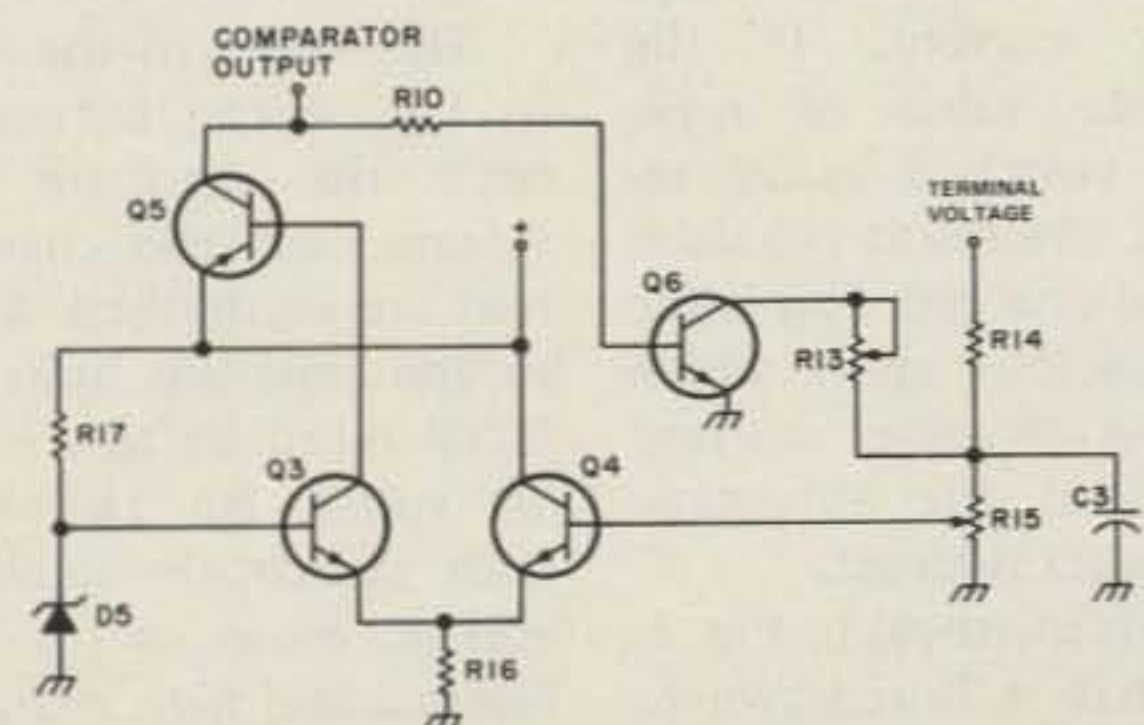 COMPARATOR
OUTPUT
R10
Q5
TERMINAL
VOLTAGE
+
Q6
R13
R14
R17
Q3
Q4
C3
R15
D5
R16